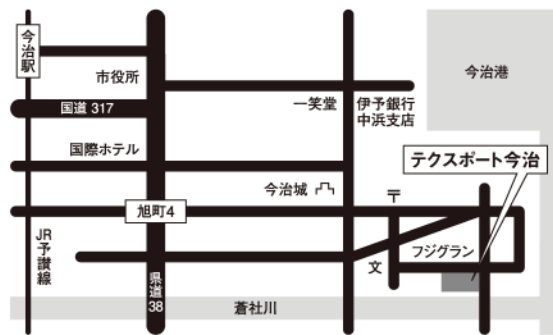 今治駅
市役所
国道 317
一笑堂
伊予銀行
中浜支店
今治港
国際ホテル
テクスポート今治
今治城
〒
旭町4
JR予讃線
県道38
文
フジグラン
蒼社川